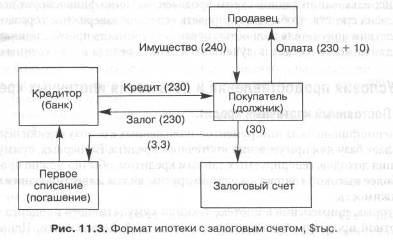 Продавец
Имущество (240)
Оплата (230 + 10)
Кредитор
(банк)
Кредит (230)
Залог (230)
Покупатель
(должник)
(3,3)
(30)
Первое
списание
(погашение)
Залоговый счет
Рис. 11.3. Формат ипотеки с залоговым счетом, $тыс.